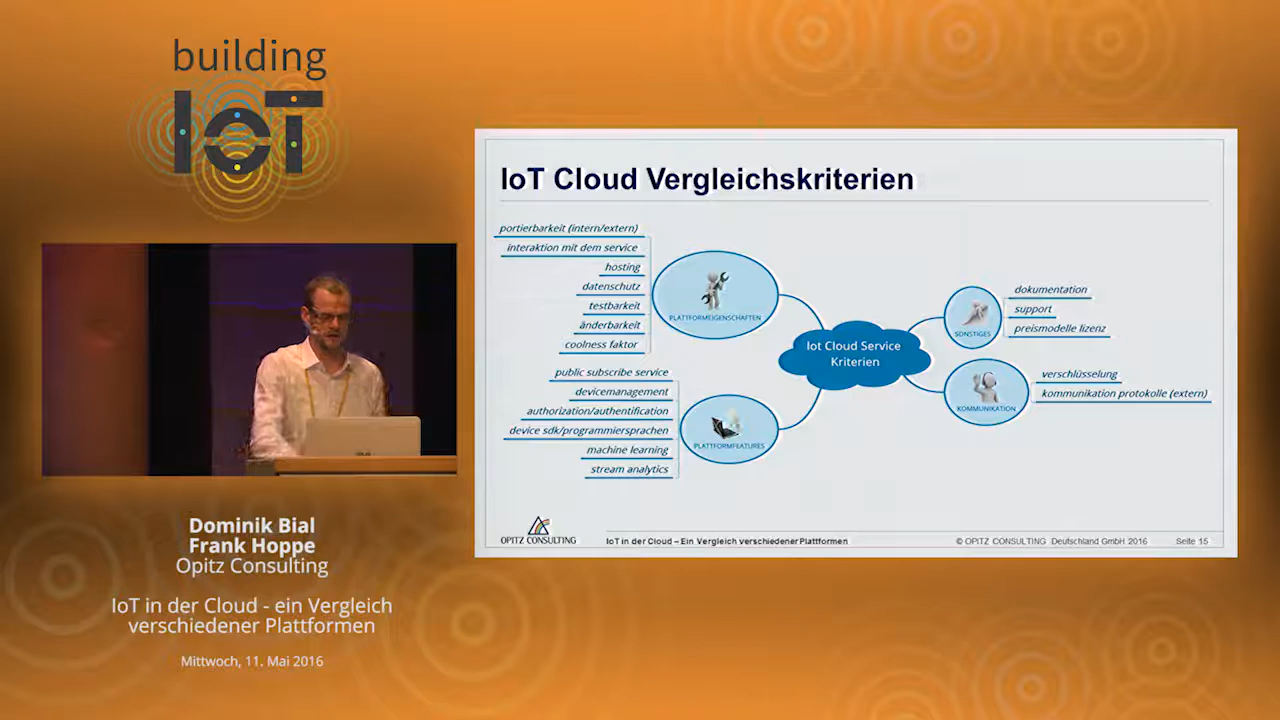 building
IoT
Dominik Bial
Frank Hoppe
Opitz Consulting
IoT in der Cloud - ein Vergleich
verschiedener Plattformen
Mittwoch, 11. Mai 2016
IoT Cloud Vergleichskriterien
portierbarkeit (intern/extern)
interaktion mit dem service
hosting
datenschutz
testbarkeit
änderbarkeit
coolness faktor
PLATTFORMEIGENSCHAFTEN
public subscribe service
devicemanagement
authorization/authentification
device sdk/programmiersprachen
machine learning
stream analytics
PLATTFORMFEATURES
Iot Cloud Service
Kriterien
SONSTIGES
dokumentation
support
preismodelle lizenz
KOMMUNIKATION
verschlüsselung
kommunikation protokolle (extern)
OPITZ CONSULTING
IoT in der Cloud – Ein Vergleich verschiedener Plattformen
© OPITZ CONSULTING Deutschland GmbH 2016
Seite 15